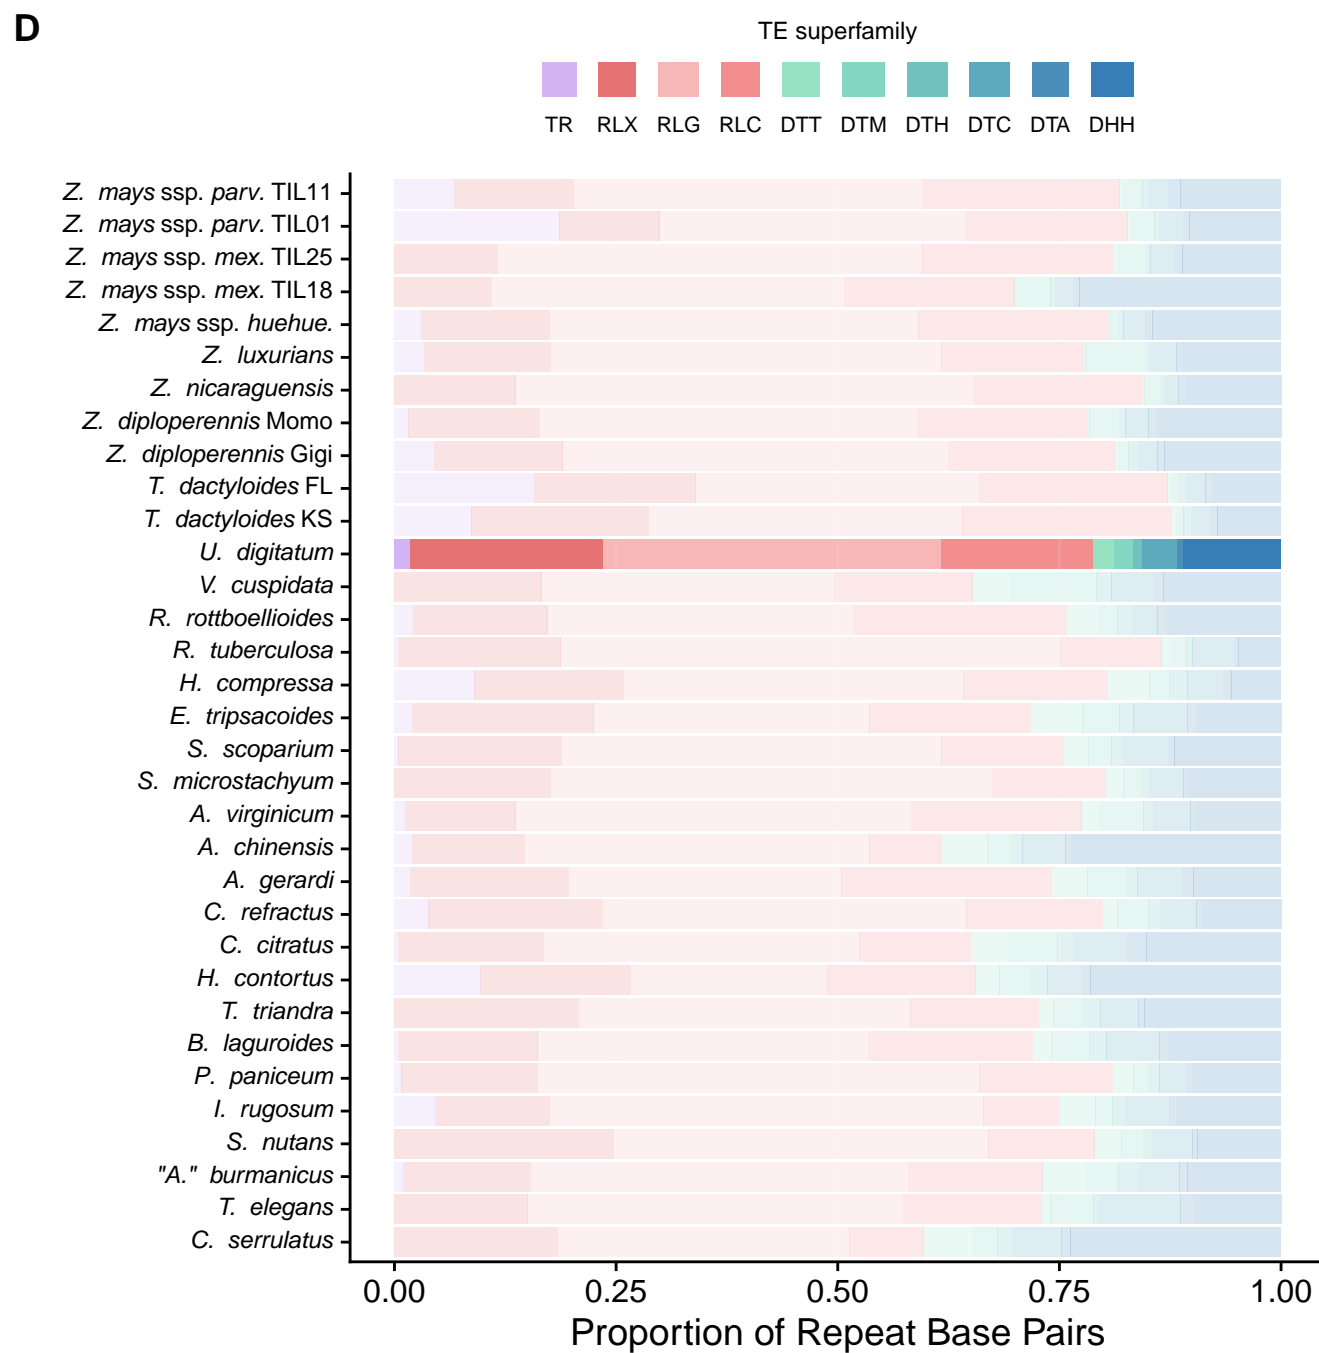 D
TE superfamily
TR RLX RLG RLC DTT DTM DTH DTC DTA DHH
Z. mays ssp. parv. TIL11
Z. mays ssp. parv. TIL01
Z. mays ssp. mex. TIL25
Z. mays ssp. mex. TIL18
Z. mays ssp. huehue.
Z. luxurians
Z. nicaraguensis
Z. diploperennis Momo
Z. diploperennis Gigi
T. dactyloides FL
T. dactyloides KS
U. digitatum
V. cuspidata
R. rottboellioides
R. tuberculosa
H. compressa
E. tripsacoides
S. scoparium
S. microstachyum
A. virginicum
A. chinensis
A. gerardi
C. refractus
C. citratus
H. contortus
T. triandra
B. laguroides
P. paniceum
I. rugosum
S. nutans
"A." burmanicus
T. elegans
C. serrulatus
0.00 0.25 0.50 0.75 1.00
Proportion of Repeat Base Pairs